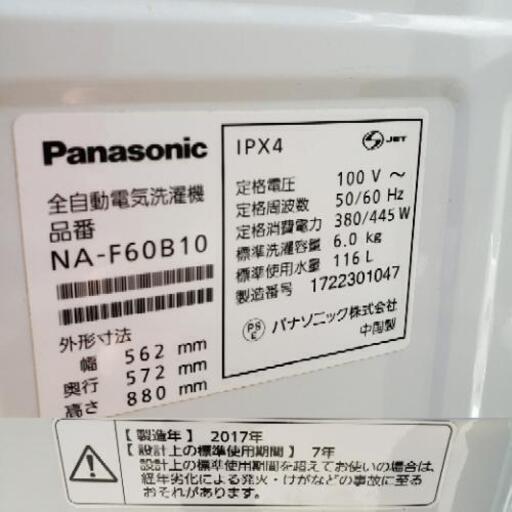 Panasonic
全自動電気洗濯機
品番
NA-F60B10
外形寸法
幅 562 mm
奥行 572 mm
高さ 880 mm
IPX4
JET
定格電圧 100 V ～
定格周波数 50/60 Hz
定格消費電力 380/445 W
標準洗濯容量 6.0 kg
標準使用水量 116 L
製造番号 1722301047
PS E パナソニック株式会社
中国製
【製造年】 2017年
【設計上の標準使用期間】 7年
設計上の標準使用期間を超えてお使いの場合は、
経年劣化による発火・けがなどの事故に至る
おそれがあります。